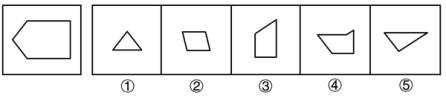 ① ② ③ ④ ⑤